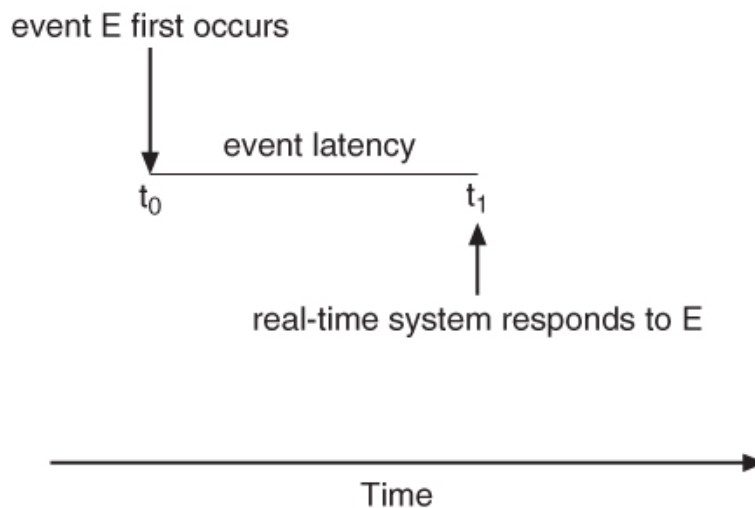 event E first occurs
event latency
t₀
t₁
real-time system responds to E
Time